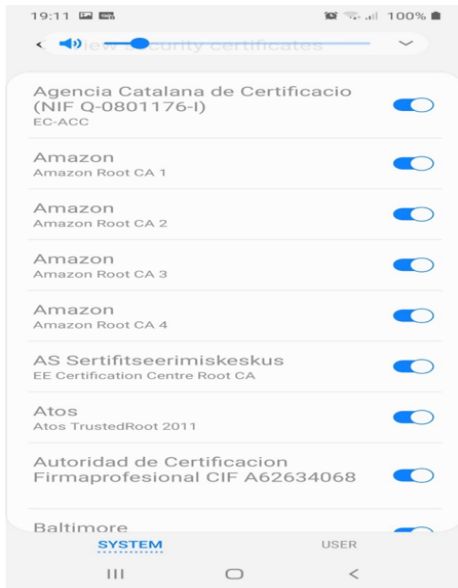 19:11 100%
View security certificates
Agencia Catalana de Certificacio
(NIF Q-0801176-I)
EC-ACC
Amazon
Amazon Root CA 1
Amazon
Amazon Root CA 2
Amazon
Amazon Root CA 3
Amazon
Amazon Root CA 4
AS Sertifitseerimiskeskus
EE Certification Centre Root CA
Atos
Atos TrustedRoot 2011
Autoridad de Certificacion
Firmaprofesional CIF A62634068
Baltimore
SYSTEM USER